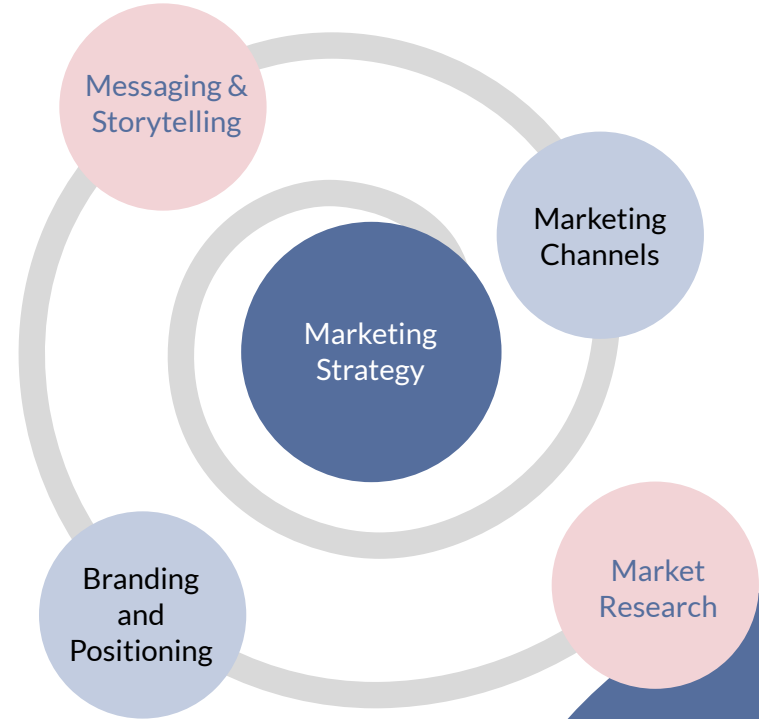 Messaging &
Storytelling
Marketing
Channels
Marketing
Strategy
Branding
and
Positioning
Market
Research